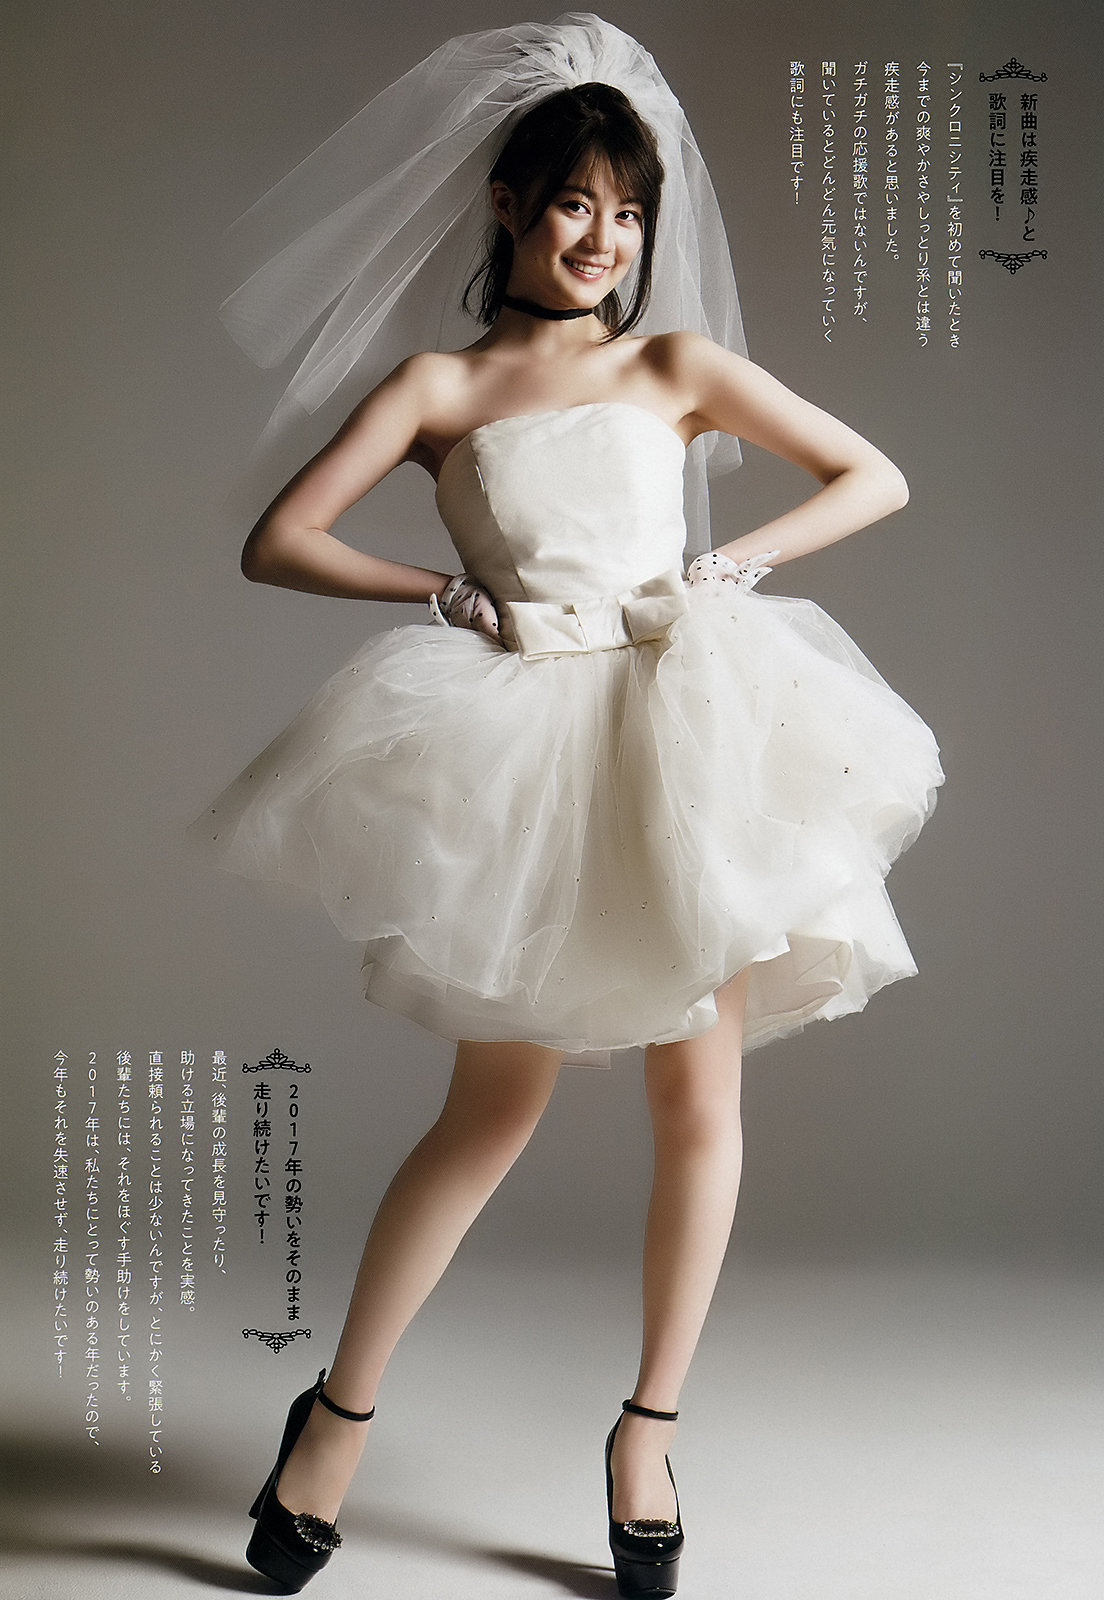 新曲は疾走感♪と
歌詞に注目を！
『シンクロニシティ』を初めて聞いたとき
今までの爽やかさやしっとり系とは違う
疾走感があると思いました。
ガチガチの応援歌ではないんですが、
聞いているとどんどん元気になっていく
歌詞にも注目です！
2017年の勢いをそのまま
走り続けたいです！
最近、後輩の成長を見守ったり、
助ける立場になってきたことを実感。
直接頼られることは少ないんですが、とにかく緊張している
後輩たちには、それをほぐす手助けをしています。
2017年は、私たちにとって勢いのある年だったので、
今年もそれを失速させず、走り続けたいです！